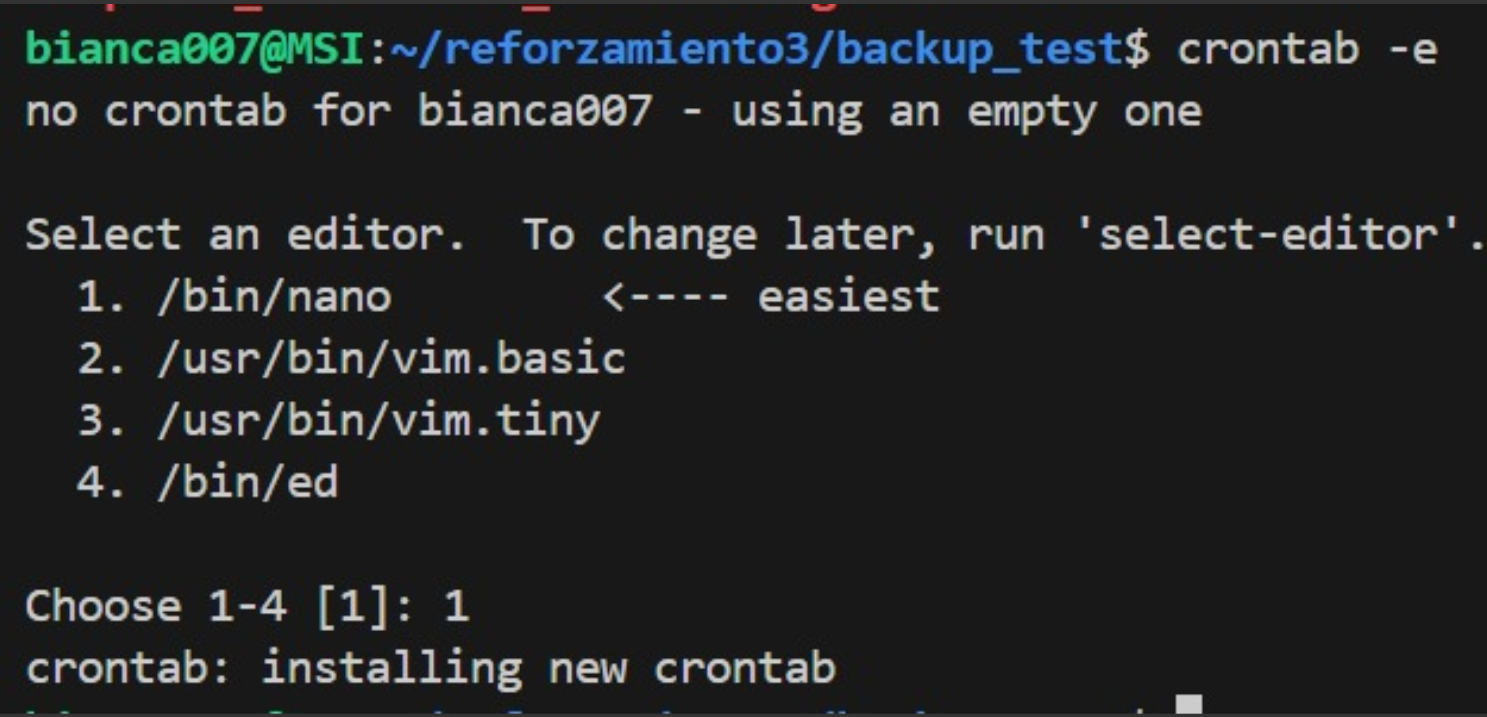 bianca007@MSI:~/reforzamiento3/backup_test$ crontab -e
no crontab for bianca007 - using an empty one
Select an editor.  To change later, run 'select-editor'.
  1. /bin/nano        <---- easiest
  2. /usr/bin/vim.basic
  3. /usr/bin/vim.tiny
  4. /bin/ed
Choose 1-4 [1]: 1
crontab: installing new crontab